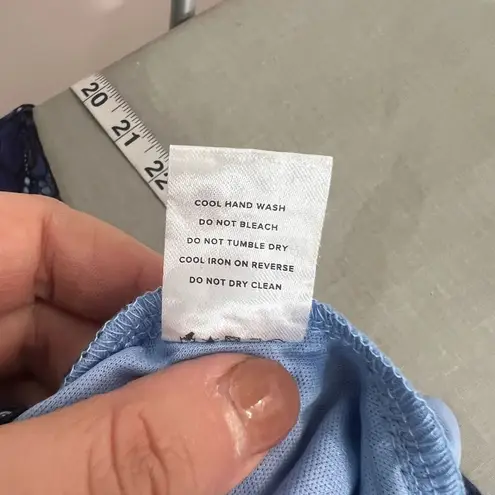 20
21
22
COOL HAND WASH
DO NOT BLEACH
DO NOT TUMBLE DRY
COOL IRON ON REVERSE
DO NOT DRY CLEAN